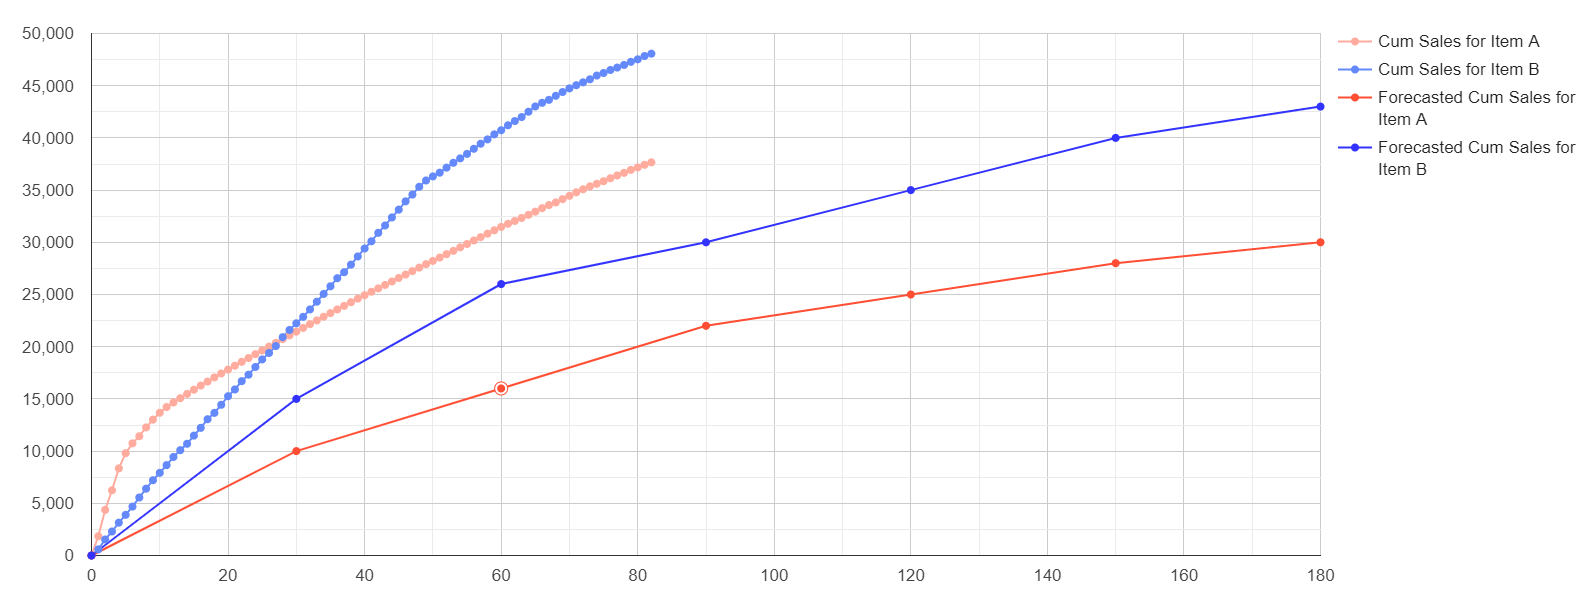 50,000
45,000
40,000
35,000
30,000
25,000
20,000
15,000
10,000
5,000
0
0 20 40 60 80 100 120 140 160 180
Cum Sales for Item A
Cum Sales for Item B
Forecasted Cum Sales for
Item A
Forecasted Cum Sales for
Item B